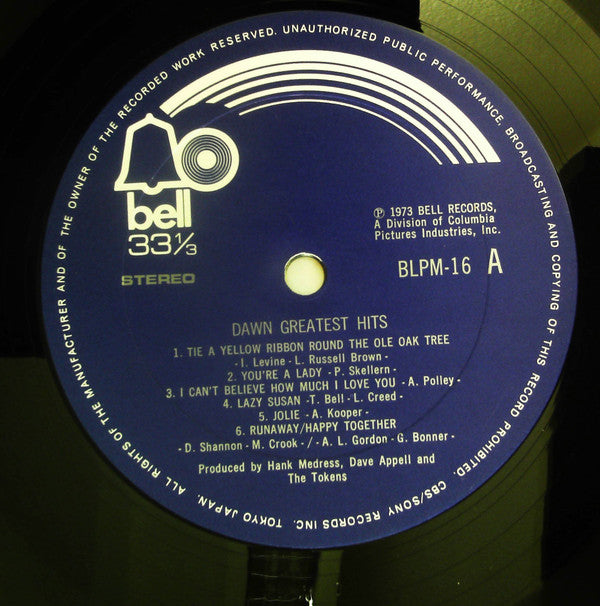 ALL RIGHTS OF THE MANUFACTURER AND OF THE OWNER OF THE RECORDED WORK RESERVED. UNAUTHORIZED PUBLIC PERFORMANCE, BROADCASTING AND COPYING OF THIS RECORD PROHIBITED. CBS/SONY RECORDS INC. TOKYO JAPAN.
bell
33 1/3
STEREO
Ⓟ 1973 BELL RECORDS,
A Division of Columbia
Pictures Industries, Inc.
BLPM-16 A
DAWN GREATEST HITS
1. TIE A YELLOW RIBBON ROUND THE OLE OAK TREE
- I. Levine - L. Russell Brown -
2. YOU'RE A LADY - P. Skellern -
3. I CAN'T BELIEVE HOW MUCH I LOVE YOU - A. Polley -
4. LAZY SUSAN - T. Bell - L. Creed -
5. JOLIE - A. Kooper -
6. RUNAWAY/HAPPY TOGETHER
- D. Shannon - M. Crook - / - A. L. Gordon - G. Bonner -
Produced by Hank Medress, Dave Appell and
The Tokens